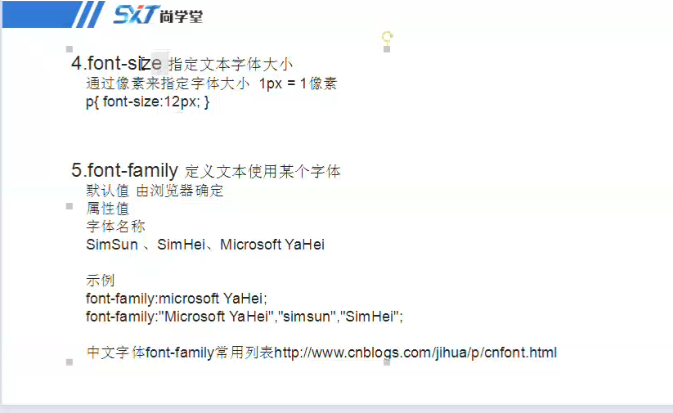 SXT尚学堂
4.font-size 指定文本字体大小
通过像素来指定字体大小 1px = 1像素
p{ font-size:12px; }
5.font-family 定义文本使用某个字体
默认值 由浏览器确定
属性值
字体名称
SimSun 、SimHei、Microsoft YaHei
示例
font-family:microsoft YaHei;
font-family:"Microsoft YaHei","simsun","SimHei";
中文字体font-family常用列表http://www.cnblogs.com/jihua/p/cnfont.html